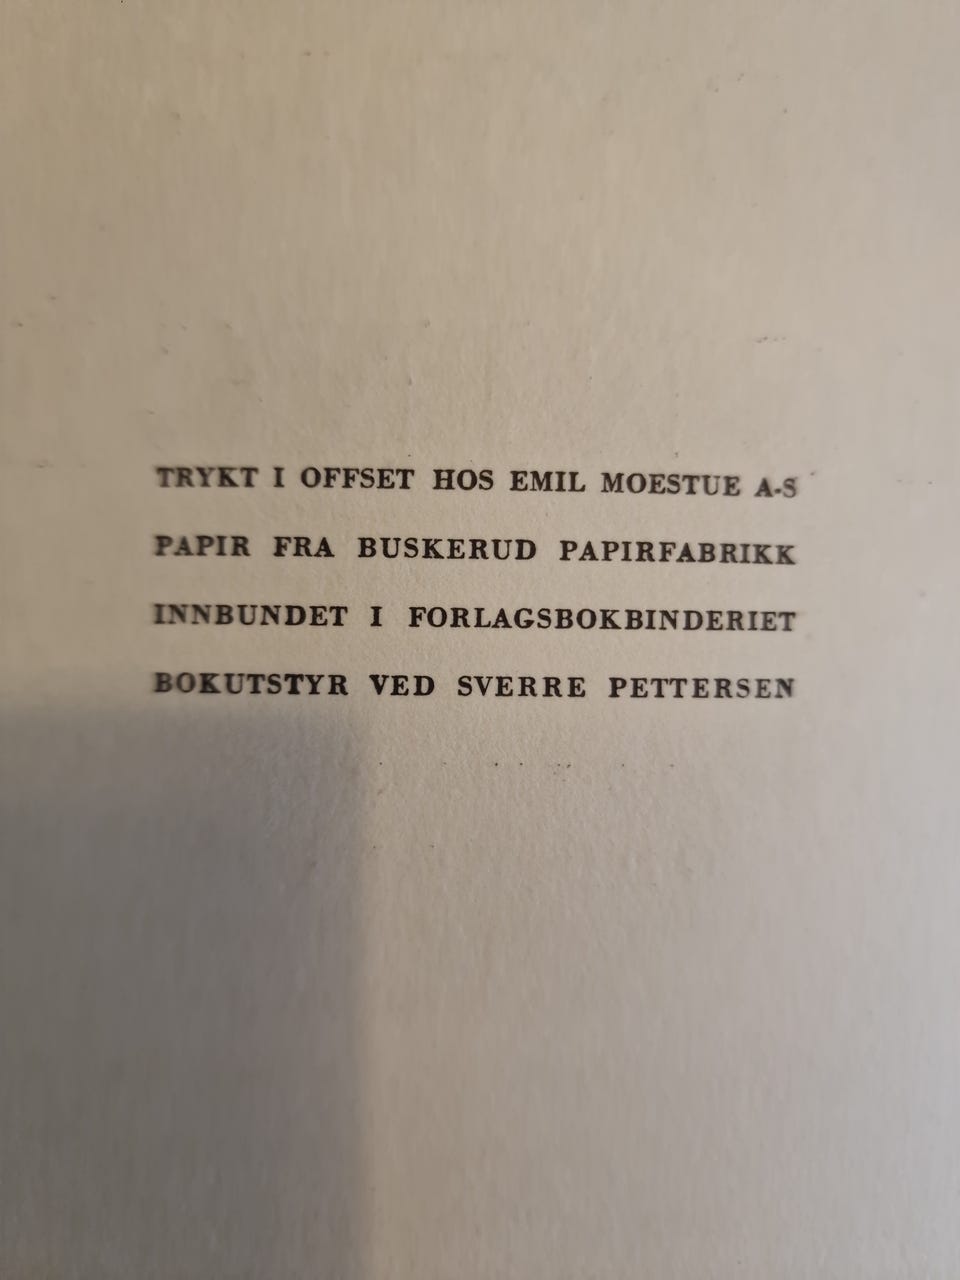 TRYKT I OFFSET HOS EMIL MOESTUE A-S
PAPIR FRA BUSKERUD PAPIRFABRIKK
INNBUNDET I FORLAGSBOKBINDERIET
BOKUTSTYR VED SVERRE PETTERSEN